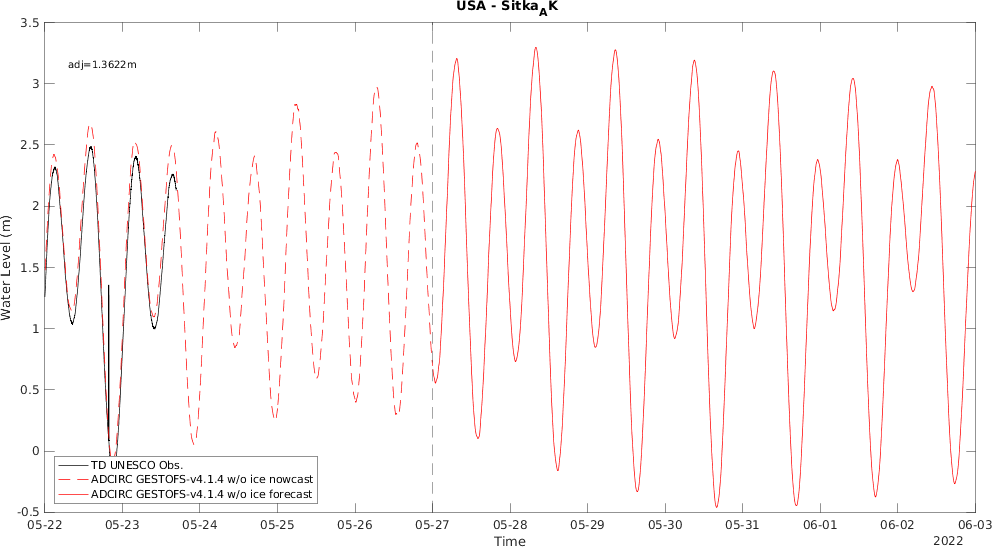 USA - Sitka_AK
adj=1.3622m
3.5
3
2.5
2
1.5
1
0.5
0
-0.5
Water Level (m)
TD UNESCO Obs.
ADCIRC GESTOFS-v4.1.4 w/o ice nowcast
ADCIRC GESTOFS-v4.1.4 w/o ice forecast
05-22 05-23 05-24 05-25 05-26 05-27 05-28 05-29 05-30 05-31 06-01 06-02 06-03
Time
2022